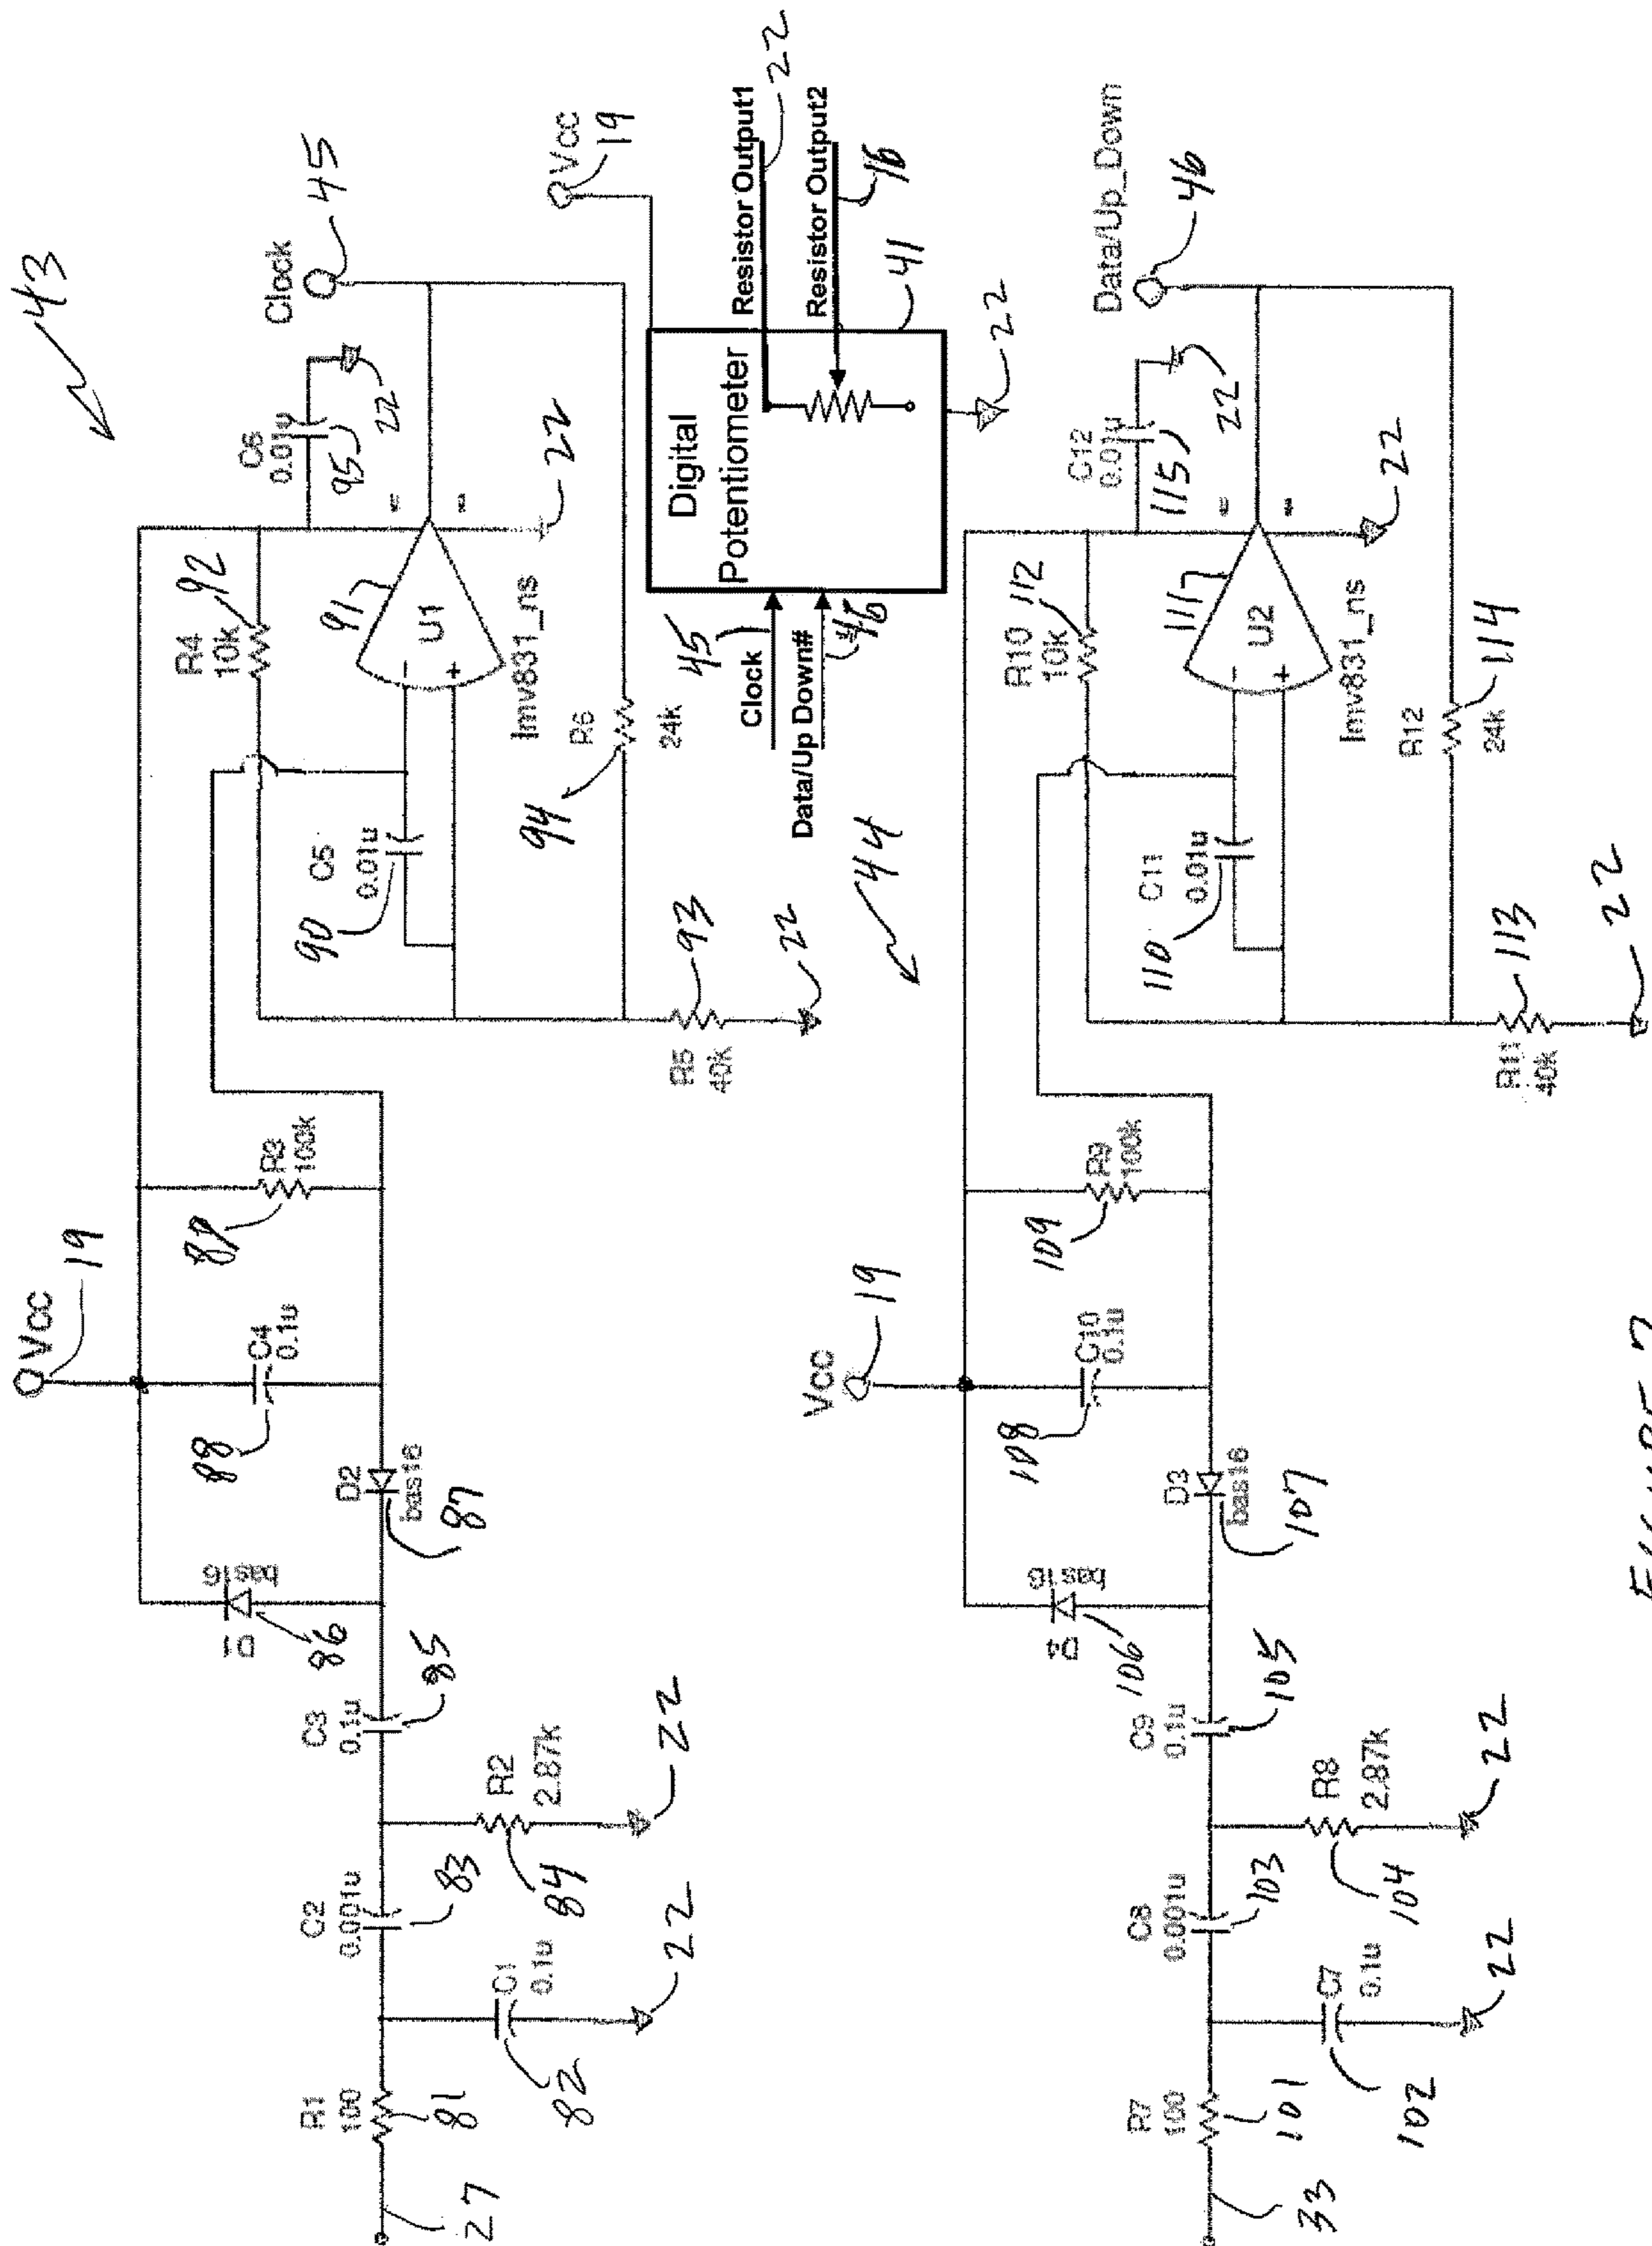 43
Vcc
19
C6
0.01u
95
22
Clock
45
R4
10k
92
91
U1
lmv831_ns
22
R3
100k
89
C4
0.1u
88
C5
0.01u
90
D1
bas16
86
D2
bas16
87
R6
24k
94
R5
40k
93
22
R1
100
81
27
C2
0.001u
83
C3
0.1u
85
C1
0.1u
82
22
R2
2.87k
84
22
Vcc
19
Digital
Potentiometer
Resistor Output1
22
Resistor Output2
16
41
22
45
Clock
Data/Up Down#
46
44
Vcc
19
C12
0.01u
115
22
Data/Up_Down
46
R10
10k
112
111
U2
lmv831_ns
22
R9
100k
109
C10
0.1u
108
C11
0.01u
110
bas16
106
D3
bas16
107
R12
24k
114
R11
40k
113
22
R7
100
101
33
C8
0.001u
103
C9
0.1u
105
C7
0.1u
102
22
R8
2.87k
104
22